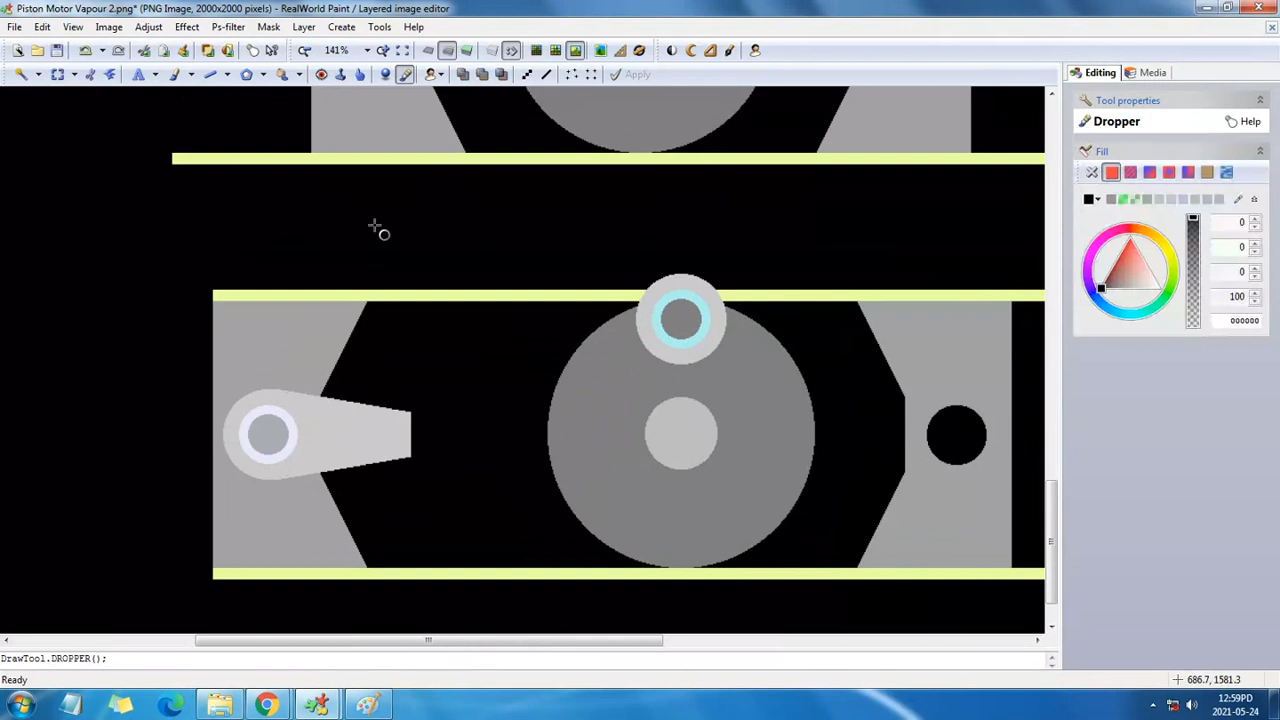 Piston Motor Vapour 2.png* (PNG Image, 2000x2000 pixels) - RealWorld Paint / Layered image editor
File Edit View Image Adjust Effect Ps-filter Mask Layer Create Tools Help
141%
Apply
Editing Media
Tool properties
Dropper Help
Fill
0
0
0
100
000000
DrawTool.DROPPER();
Ready
686.7, 1581.3
12:59PD
2021-05-24